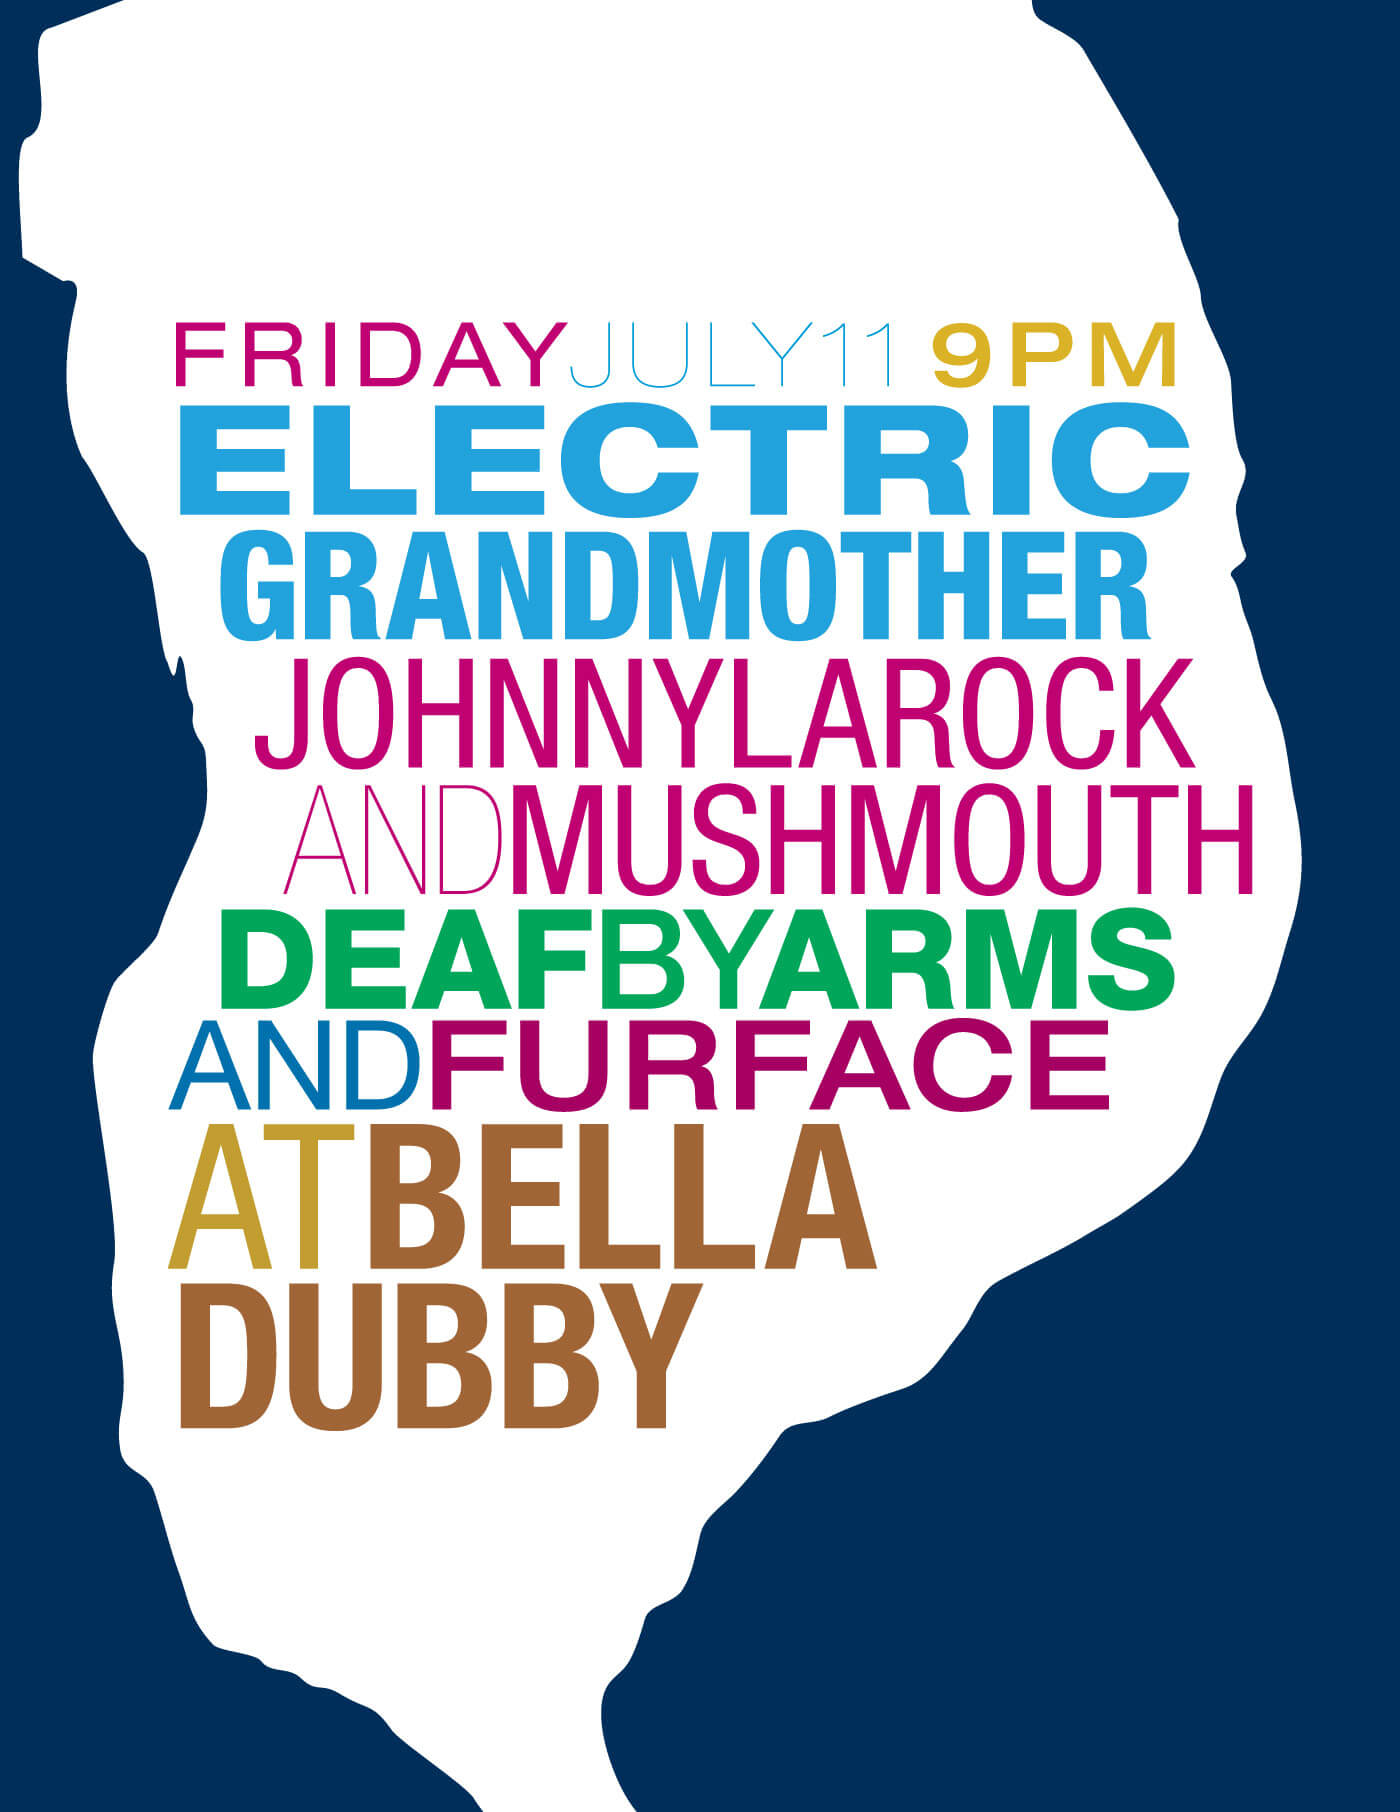 FRIDAYJULY11 9PM
ELECTRIC
GRANDMOTHER
JOHNNYLAROCK
ANDMUSHMOUTH
DEAFBYARMS
ANDFURFACE
ATBELLA
DUBBY